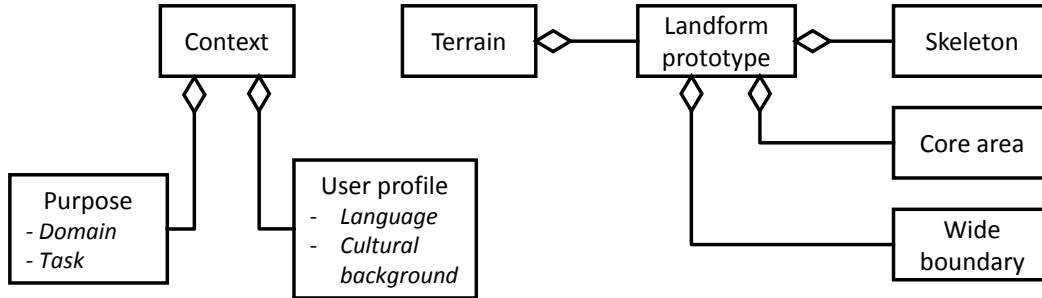 Context
Purpose
- Domain
- Task
User profile
- Language
- Cultural
background
Terrain
Landform
prototype
Skeleton
Core area
Wide
boundary